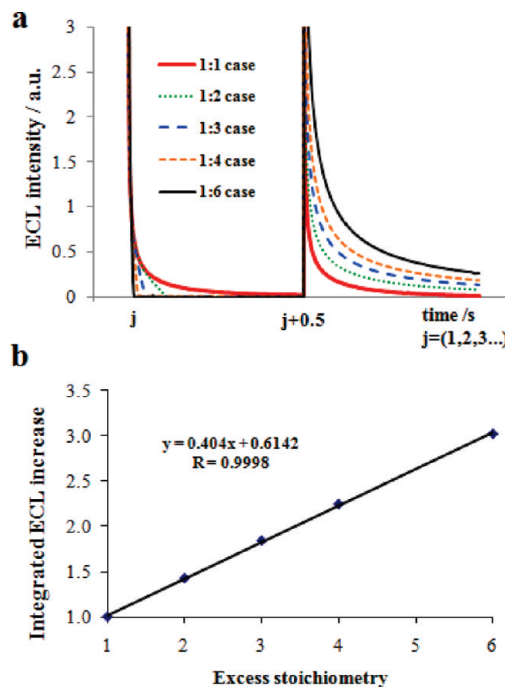 a
ECL intensity / a.u.
3
2.5
2
1.5
1
0.5
0
1:1 case
1:2 case
1:3 case
1:4 case
1:6 case
j
j+0.5
time /s
j=(1,2,3...)
b
Integrated ECL increase
3.5
3.0
2.5
2.0
1.5
1.0
y = 0.404x + 0.6142
R = 0.9998
1 2 3 4 5 6
Excess stoichiometry